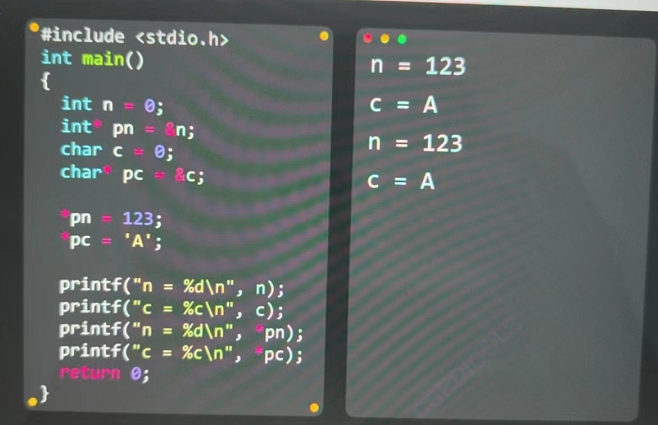 #include <stdio.h>
int main()
{
int n = 0;
int* pn = &n;
char c = 0;
char* pc = &c;
*pn = 123;
*pc = 'A';
printf("n = %d\n", n);
printf("c = %c\n", c);
printf("n = %d\n", *pn);
printf("c = %c\n", *pc);
return 0;
}
n = 123
c = A
n = 123
c = A